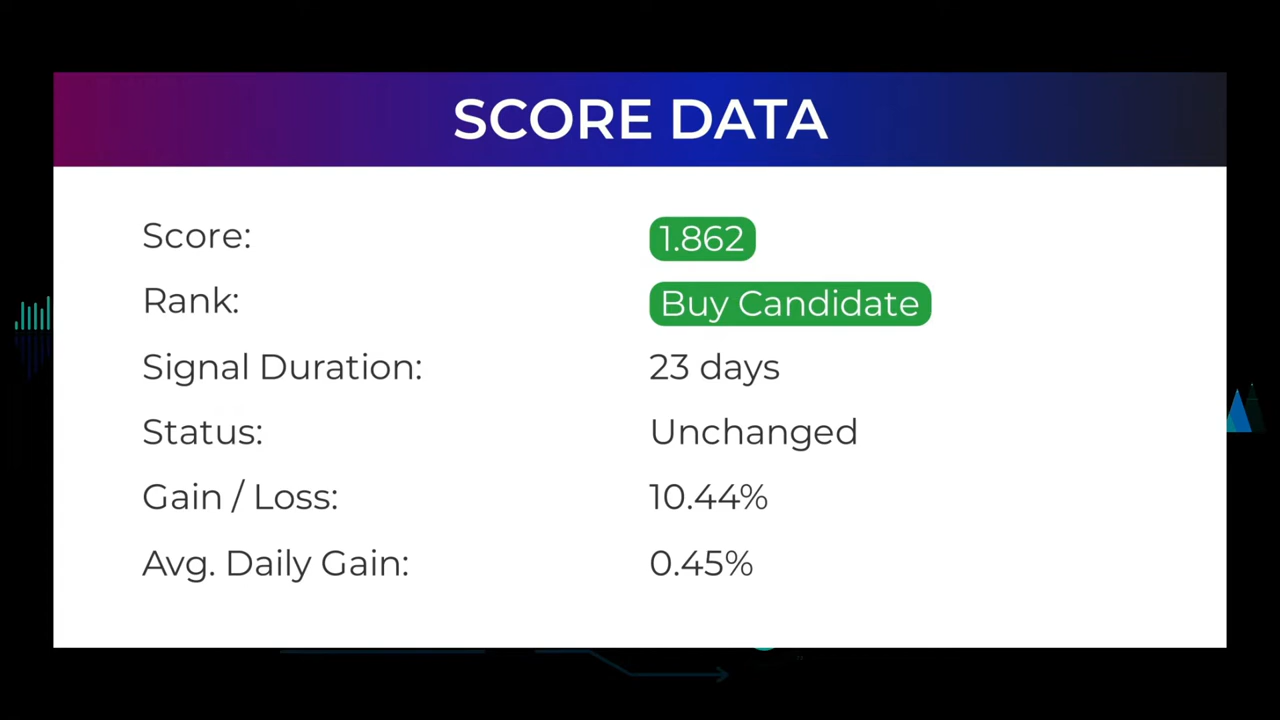 SCORE DATA
Score: 1.862
Rank: Buy Candidate
Signal Duration: 23 days
Status: Unchanged
Gain / Loss: 10.44%
Avg. Daily Gain: 0.45%